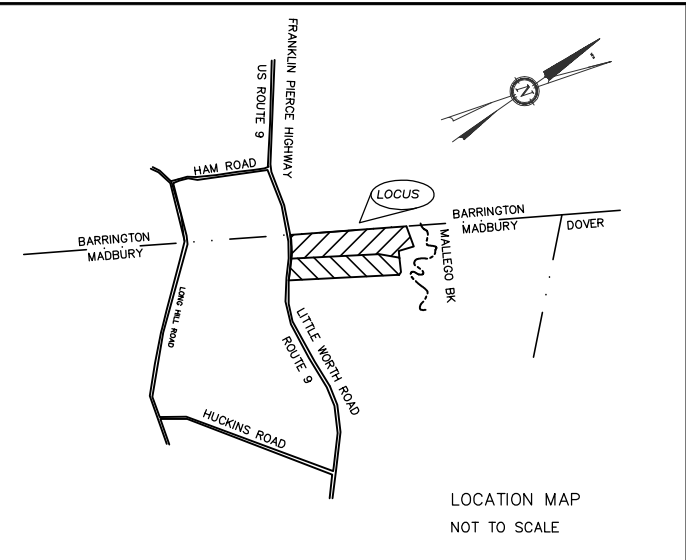 FRANKLIN PIERCE HIGHWAY
US ROUTE 9
N
HAM ROAD
LOCUS
BARRINGTON
MADBURY
BARRINGTON
MADBURY
DOVER
MALLEGO BK
LONG HILL ROAD
LITTLE WORTH ROAD
ROUTE 9
HUCKINS ROAD
LOCATION MAP
NOT TO SCALE